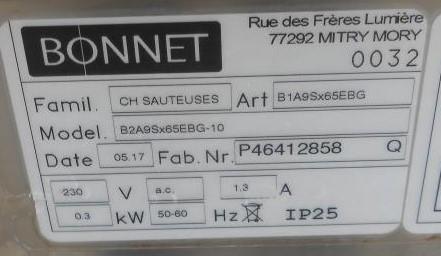 BONNET
Rue des Frères Lumière
77292 MITRY MORY
0032
Famil. CH SAUTEUSES Art B1A9Sx65EBG
Model. B2A9Sx65EBG-10
Date 05.17 Fab. Nr. P46412858 Q
230 V a.c. 1.3 A
0.3 kW 50-60 Hz IP25